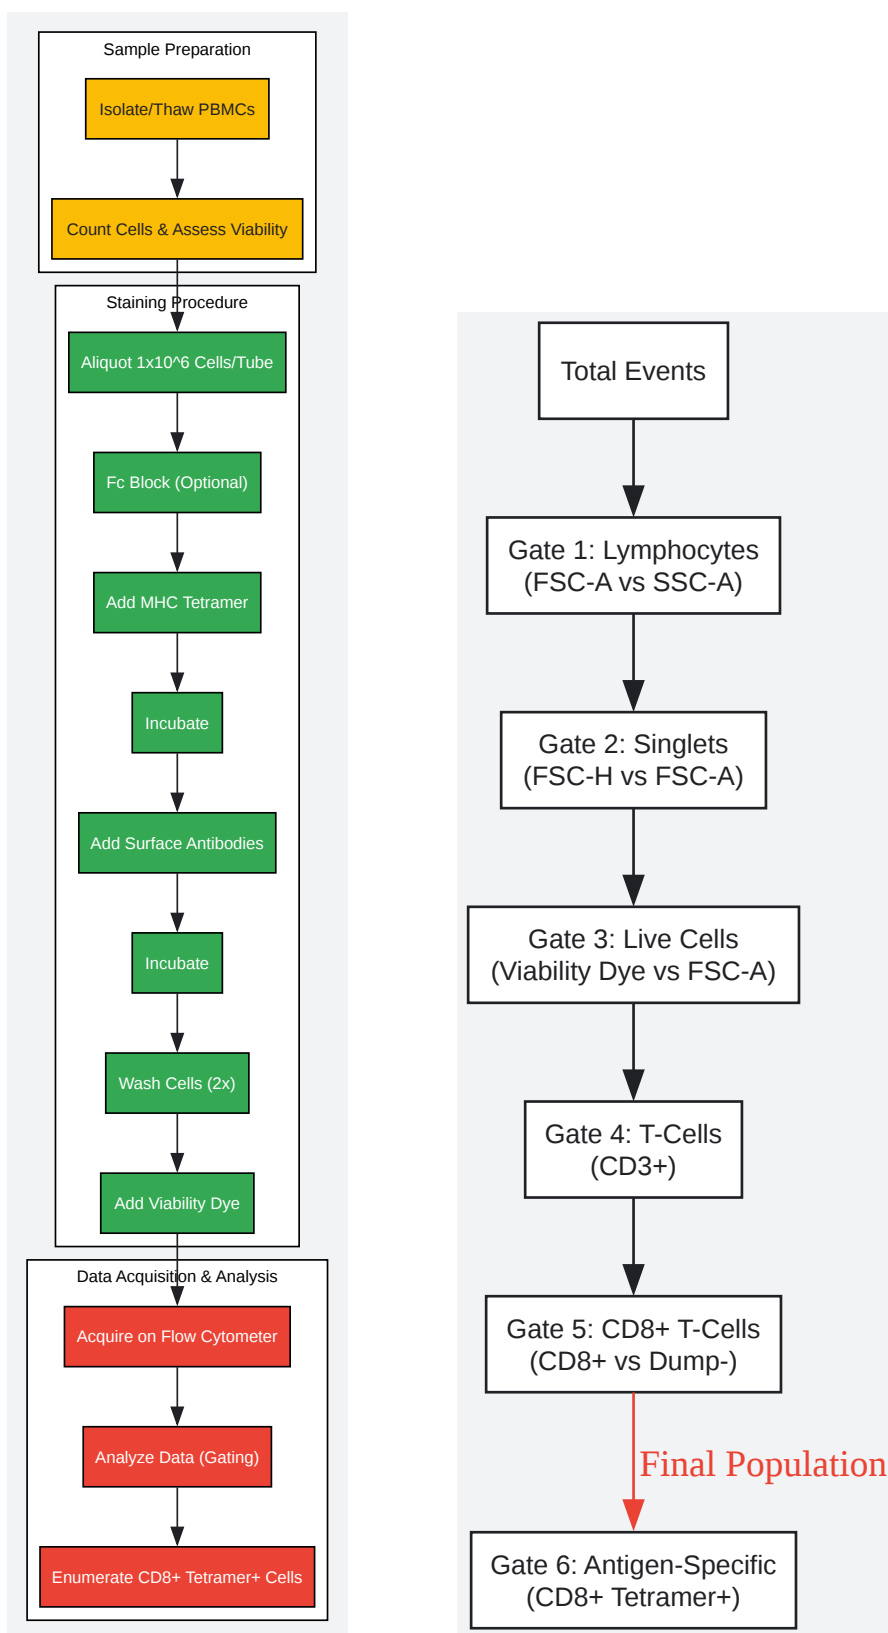 Sample Preparation
Isolate/Thaw PBMCs
Count Cells & Assess Viability
Staining Procedure
Aliquot 1x10^6 Cells/Tube
Fc Block (Optional)
Add MHC Tetramer
Incubate
Add Surface Antibodies
Incubate
Wash Cells (2x)
Add Viability Dye
Data Acquisition & Analysis
Acquire on Flow Cytometer
Analyze Data (Gating)
Enumerate CD8+ Tetramer+ Cells
Total Events
Gate 1: Lymphocytes
(FSC-A vs SSC-A)
Gate 2: Singlets
(FSC-H vs FSC-A)
Gate 3: Live Cells
(Viability Dye vs FSC-A)
Gate 4: T-Cells
(CD3+)
Gate 5: CD8+ T-Cells
(CD8+ vs Dump-)
Final Population
Gate 6: Antigen-Specific
(CD8+ Tetramer+)